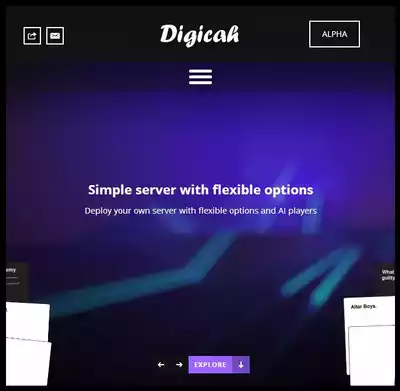 Digicah
ALPHA
Simple server with flexible options
Deploy your own server with flexible options and AI players
What
guilty
Altar Boys.
EXPLORE